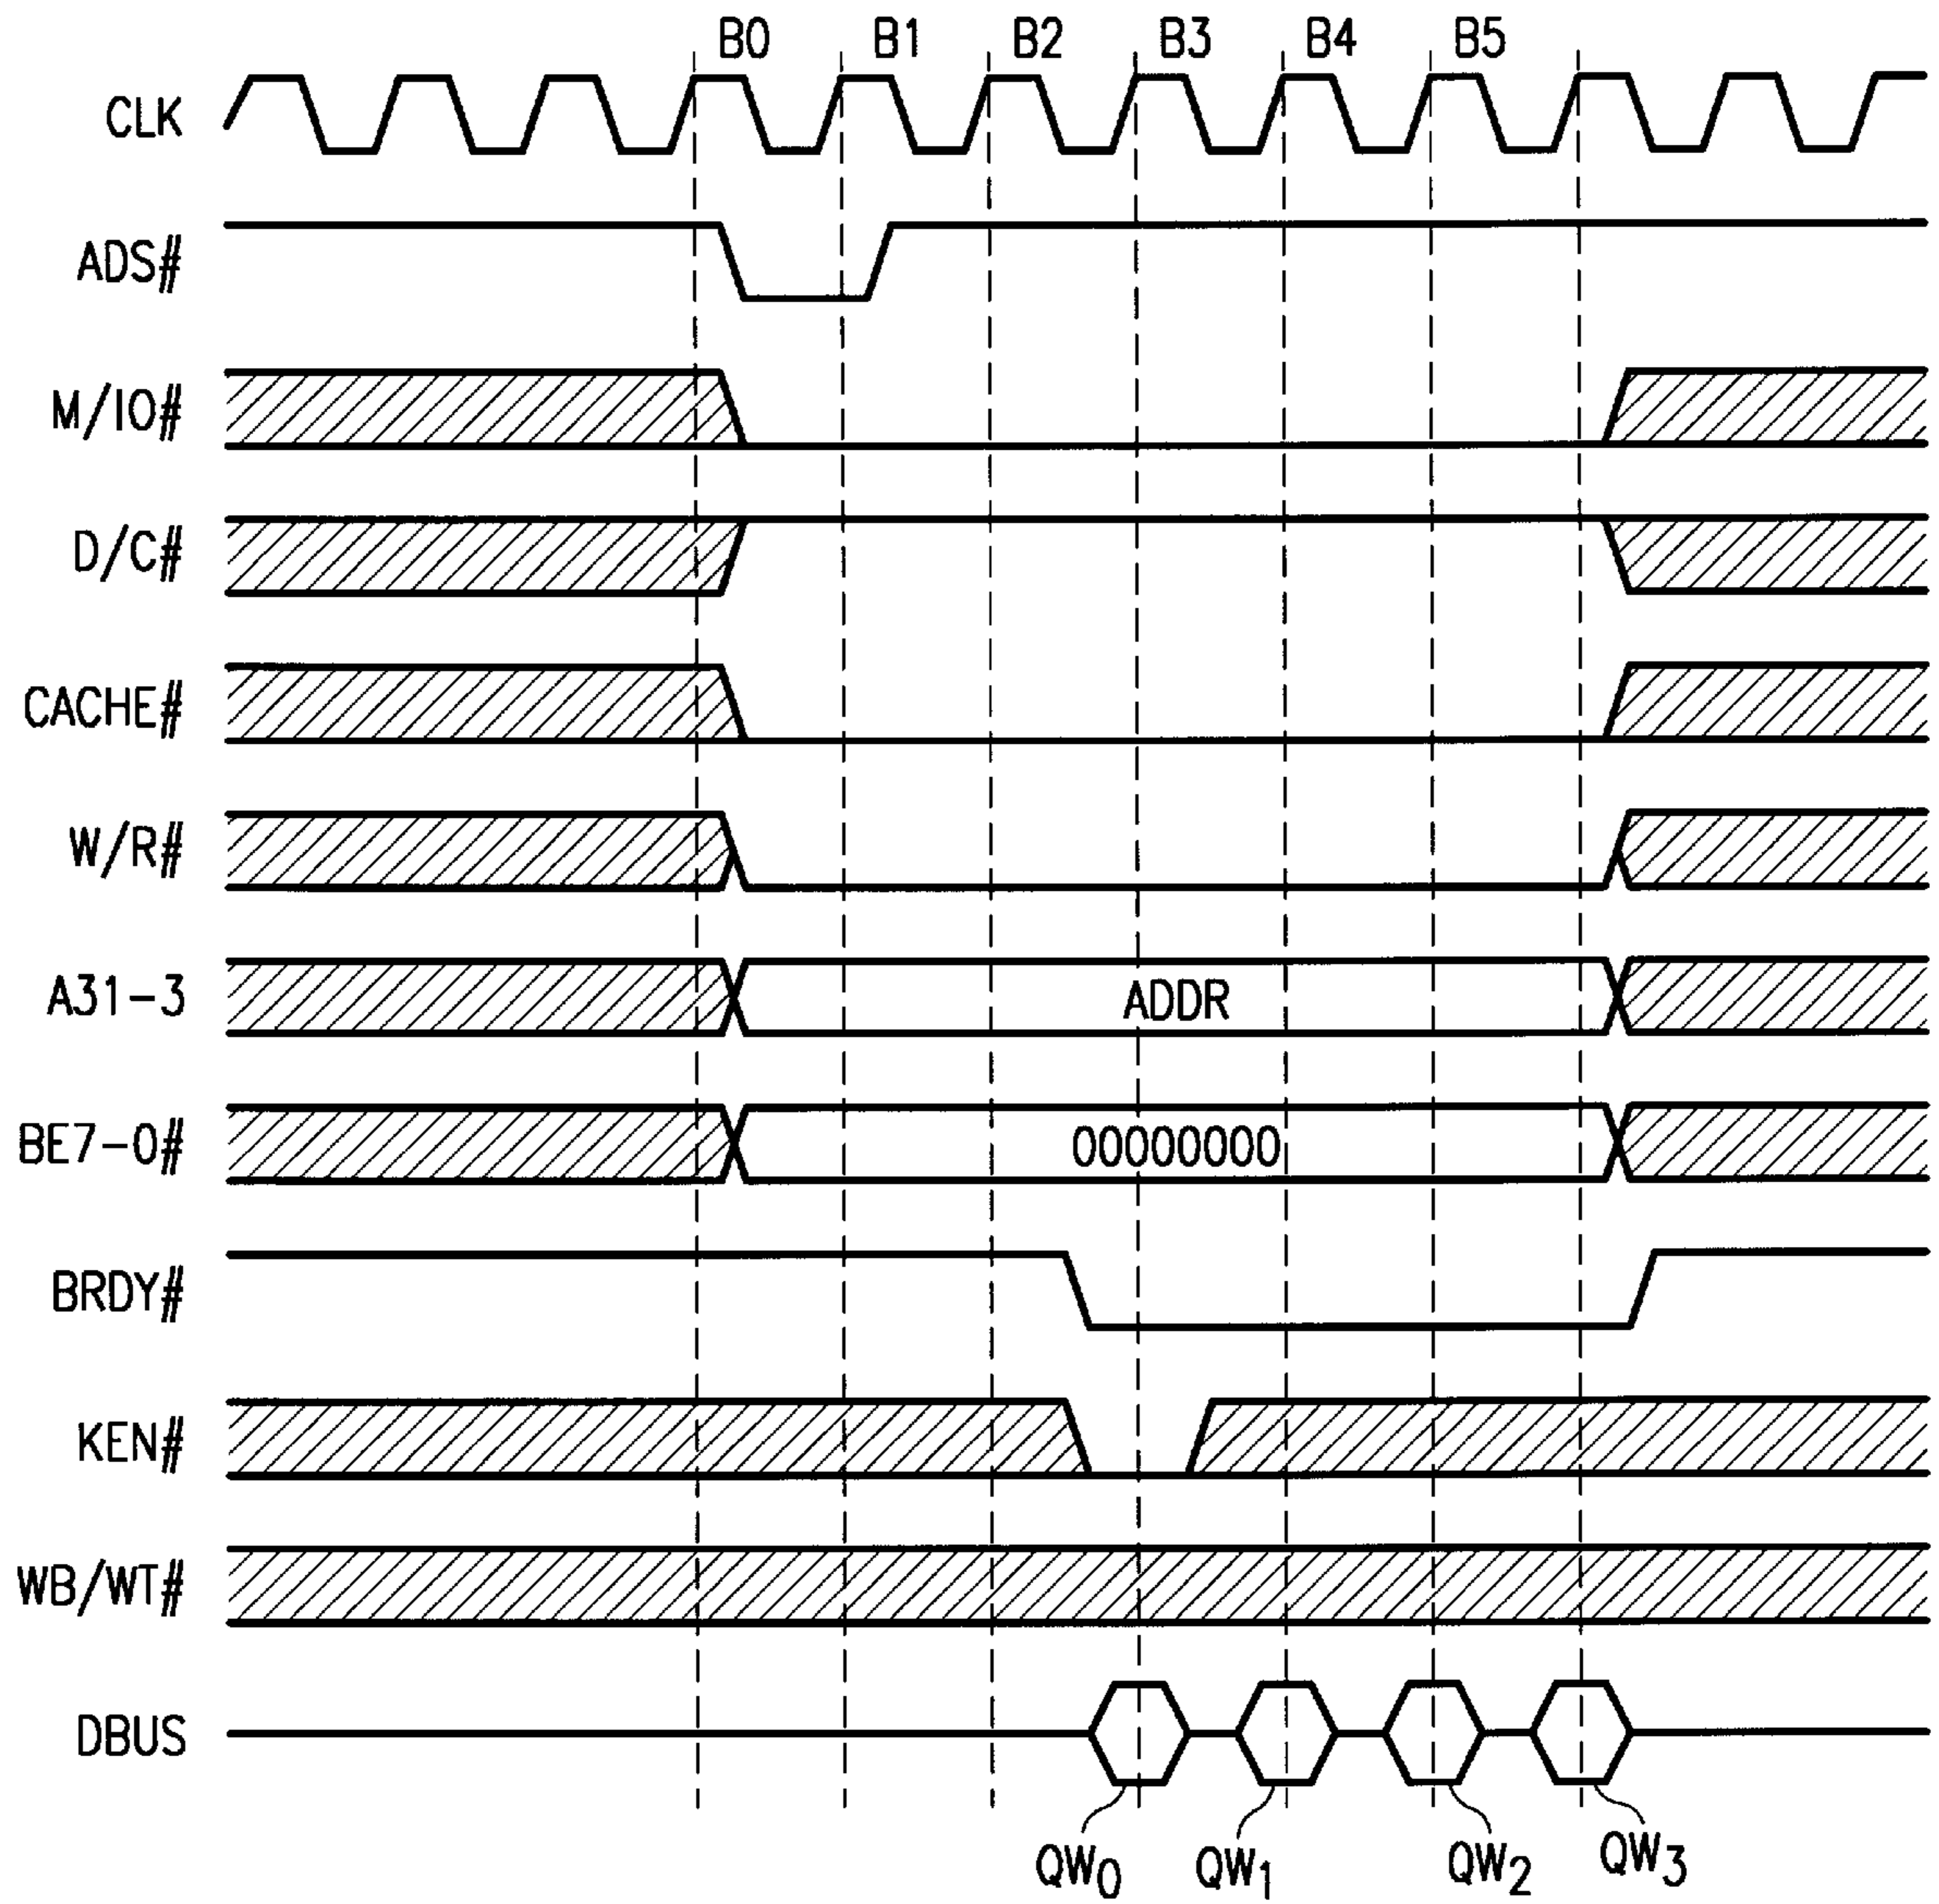 B0 B1 B2 B3 B4 B5
CLK
ADS#
M/IO#
D/C#
CACHE#
W/R#
A31-3 ADDR
BE7-0# 00000000
BRDY#
KEN#
WB/WT#
DBUS
QW0 QW1 QW2 QW3